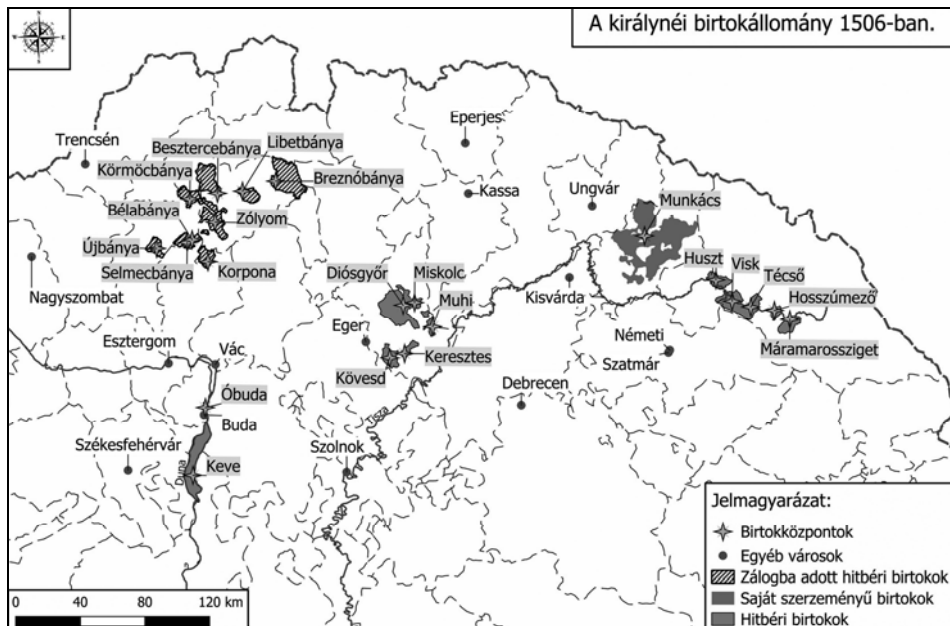 A királynéi birtokállomány 1506-ban.
N
Eperjes
Trencsén
Besztercebánya
Libetbánya
Körmöcbánya
Breznóbánya
Kassa
Ungvár
Munkács
Bélabánya
Zólyom
Újbánya
Selmecbánya
Korpona
Huszt
Visk
Técső
Diósgyőr
Miskolc
Hosszúmező
Nagyszombat
Muhi
Kisvárda
Eger
Németi
Máramarossziget
Esztergom
Vác
Keresztes
Szatmár
Kövesd
Debrecen
Óbuda
Buda
Tisza
Székesfehérvár
Szolnok
Keve
Duna
Jelmagyarázat:
Birtokközpontok
Egyéb városok
Zálogba adott hitbéri birtokok
Saját szerzeményű birtokok
Hitbéri birtokok
0 40 80 120 km